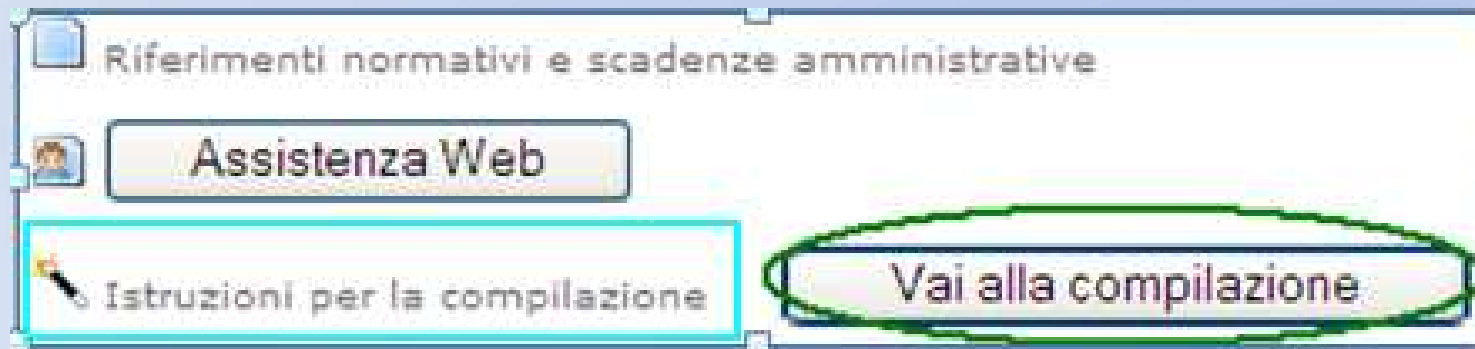 Riferimenti normativi e scadenze amministrative
Assistenza Web
Istruzioni per la compilazione
Vai alla compilazione